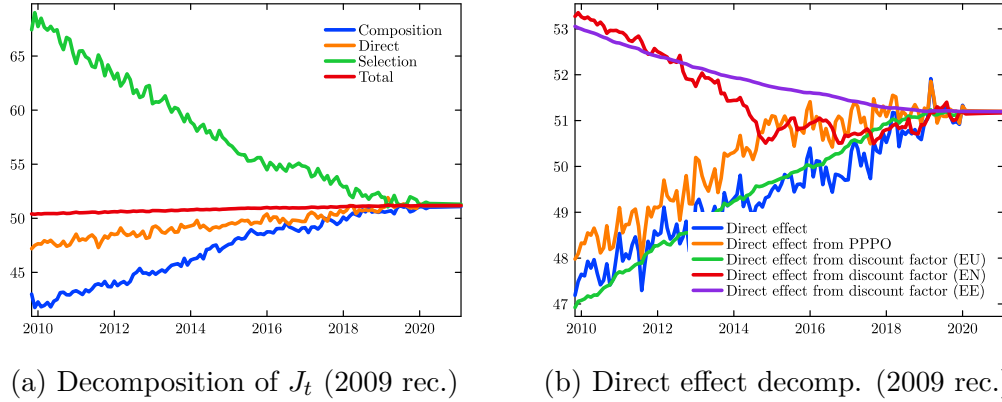 Composition
Direct
Selection
Total
65
60
55
50
45
2010 2012 2014 2016 2018 2020
(a) Decomposition of J_t (2009 rec.)
53
52
51
50
49
48
47
Direct effect
Direct effect from PPPO
Direct effect from discount factor (EU)
Direct effect from discount factor (EN)
Direct effect from discount factor (EE)
2010 2012 2014 2016 2018 2020
(b) Direct effect decomp. (2009 rec.